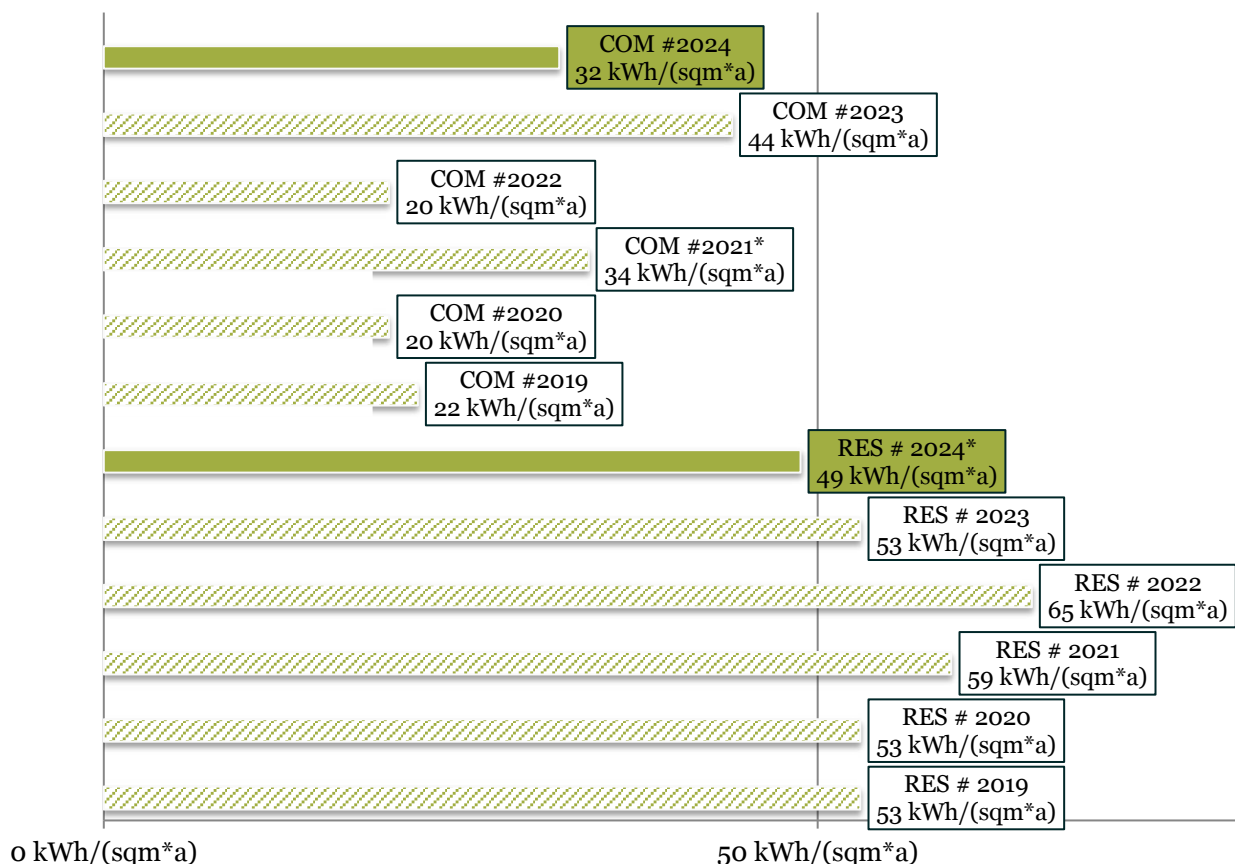 COM #2024
32 kWh/(sqm*a)
COM #2023
44 kWh/(sqm*a)
COM #2022
20 kWh/(sqm*a)
COM #2021*
34 kWh/(sqm*a)
COM #2020
20 kWh/(sqm*a)
COM #2019
22 kWh/(sqm*a)
RES # 2024*
49 kWh/(sqm*a)
RES # 2023
53 kWh/(sqm*a)
RES # 2022
65 kWh/(sqm*a)
RES # 2021
59 kWh/(sqm*a)
RES # 2020
53 kWh/(sqm*a)
RES # 2019
53 kWh/(sqm*a)
0 kWh/(sqm*a)
50 kWh/(sqm*a)